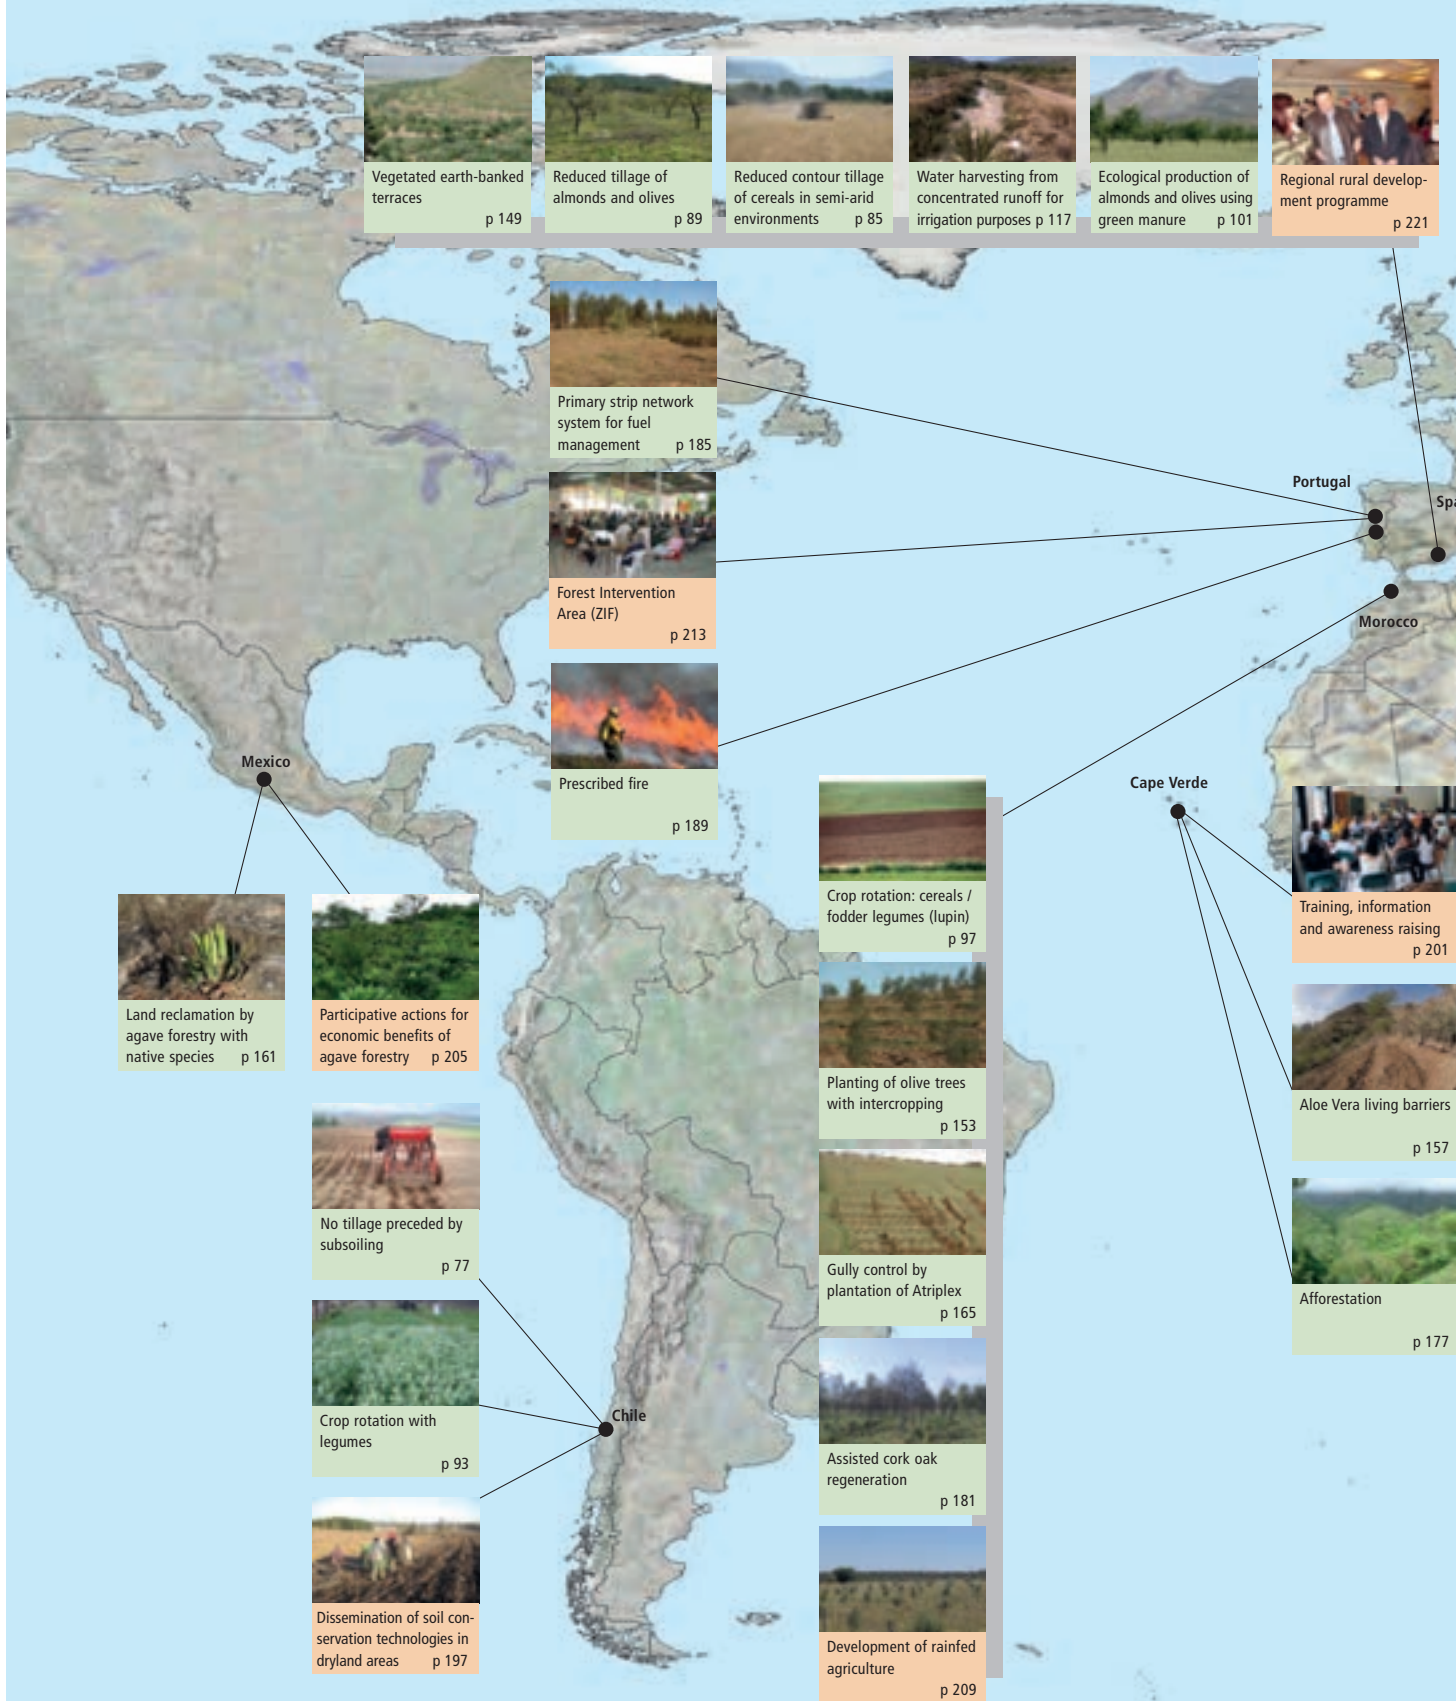 Vegetated earth-banked
terraces
p 149
Reduced tillage of
almonds and olives
p 89
Reduced contour tillage
of cereals in semi-arid
environments p 85
Water harvesting from
concentrated runoff for
irrigation purposes p 117
Ecological production of
almonds and olives using
green manure p 101
Regional rural develop-
ment programme
p 221
Primary strip network
system for fuel
management p 185
Portugal
Spa
Forest Intervention
Area (ZIF)
p 213
Morocco
Prescribed fire
p 189
Mexico
Cape Verde
Land reclamation by
agave forestry with
native species p 161
Participative actions for
economic benefits of
agave forestry p 205
Crop rotation: cereals /
fodder legumes (lupin)
p 97
Training, information
and awareness raising
p 201
Planting of olive trees
with intercropping
p 153
Aloe Vera living barriers
p 157
No tillage preceded by
subsoiling
p 77
Gully control by
plantation of Atriplex
p 165
Afforestation
p 177
Crop rotation with
legumes
p 93
Chile
Assisted cork oak
regeneration
p 181
Dissemination of soil con-
servation technologies in
dryland areas p 197
Development of rainfed
agriculture
p 209